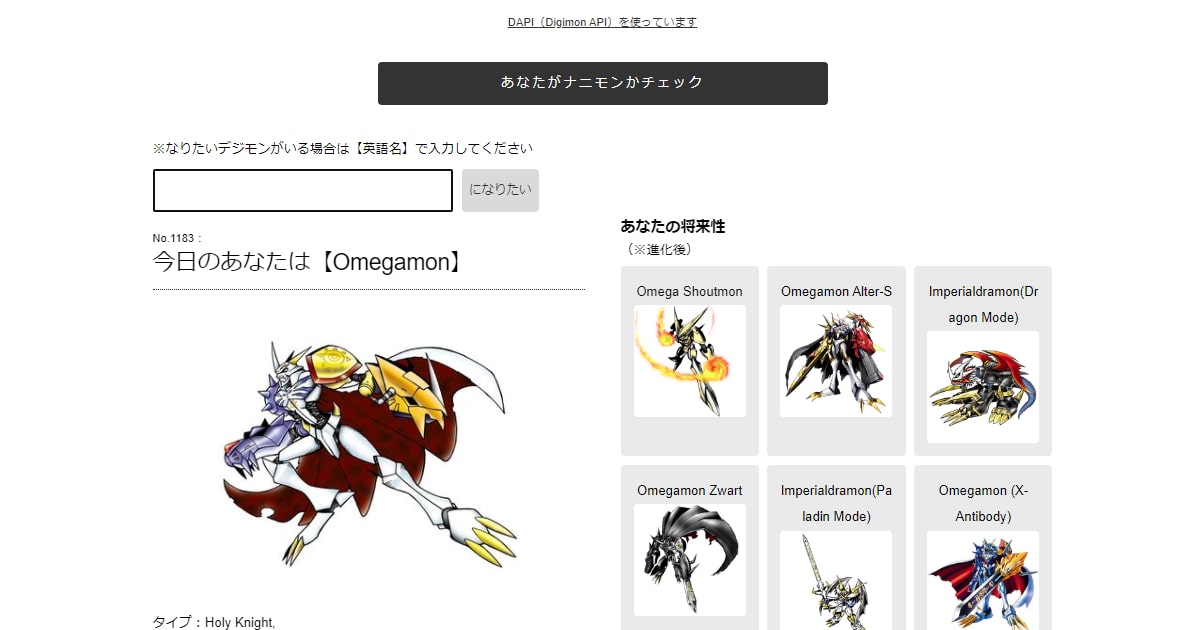 DAPI（Digimon API）を使っています
あなたがナニモンかチェック
※なりたいデジモンがいる場合は【英語名】で入力してください
になりたい
No.1183 :
今日のあなたは【Omegamon】
タイプ：Holy Knight,
あなたの将来性
（※進化後）
Omega Shoutmon
Omegamon Alter-S
Imperialdramon(Dr
agon Mode)
Omegamon Zwart
Imperialdramon(Pa
ladin Mode)
Omegamon (X-
Antibody)